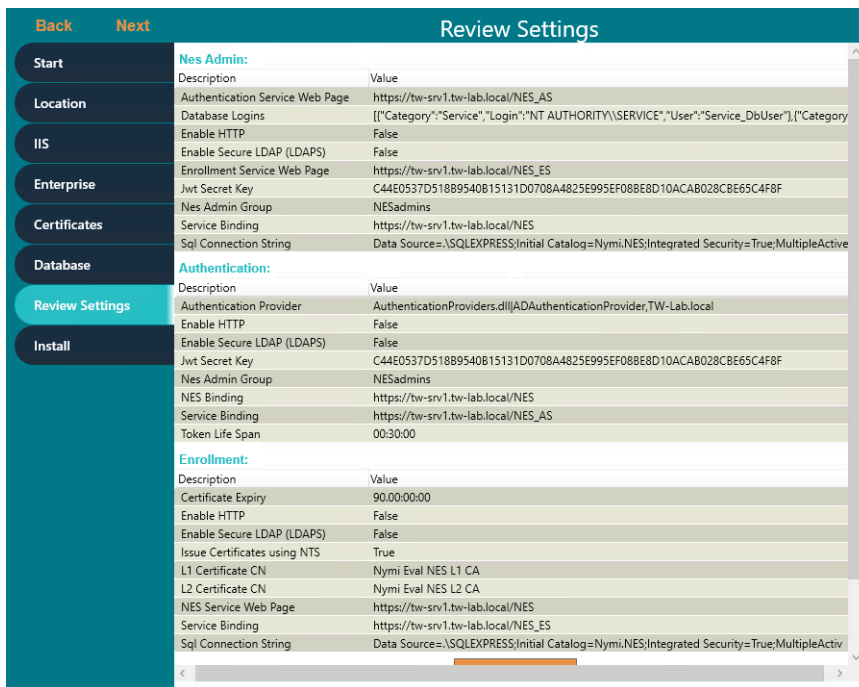 Back Next
Review Settings
Start
Location
IIS
Enterprise
Certificates
Database
Review Settings
Install
Nes Admin:
Description Value
Authentication Service Web Page https://tw-srv1.tw-lab.local/NES_AS
Database Logins [{"Category":"Service","Login":"NT AUTHORITY\\SERVICE","User":"Service_DbUser"},{"Category
Enable HTTP False
Enable Secure LDAP (LDAPS) False
Enrollment Service Web Page https://tw-srv1.tw-lab.local/NES_ES
Jwt Secret Key C44E0537D518B9540B15131D0708A4825E995EF08BE8D10ACAB028CBE65C4F8F
Nes Admin Group NESadmins
Service Binding https://tw-srv1.tw-lab.local/NES
Sql Connection String Data Source=.\SQLEXPRESS;Initial Catalog=Nymi.NES;Integrated Security=True;MultipleActive
Authentication:
Description Value
Authentication Provider AuthenticationProviders.dll|ADAuthenticationProvider,TW-Lab.local
Enable HTTP False
Enable Secure LDAP (LDAPS) False
Jwt Secret Key C44E0537D518B9540B15131D0708A4825E995EF08BE8D10ACAB028CBE65C4F8F
Nes Admin Group NESadmins
NES Binding https://tw-srv1.tw-lab.local/NES
Service Binding https://tw-srv1.tw-lab.local/NES_AS
Token Life Span 00:30:00
Enrollment:
Description Value
Certificate Expiry 90.00:00:00
Enable HTTP False
Enable Secure LDAP (LDAPS) False
Issue Certificates using NTS True
L1 Certificate CN Nymi Eval NES L1 CA
L2 Certificate CN Nymi Eval NES L2 CA
NES Service Web Page https://tw-srv1.tw-lab.local/NES
Service Binding https://tw-srv1.tw-lab.local/NES_ES
Sql Connection String Data Source=.\SQLEXPRESS;Initial Catalog=Nymi.NES;Integrated Security=True;MultipleActiv